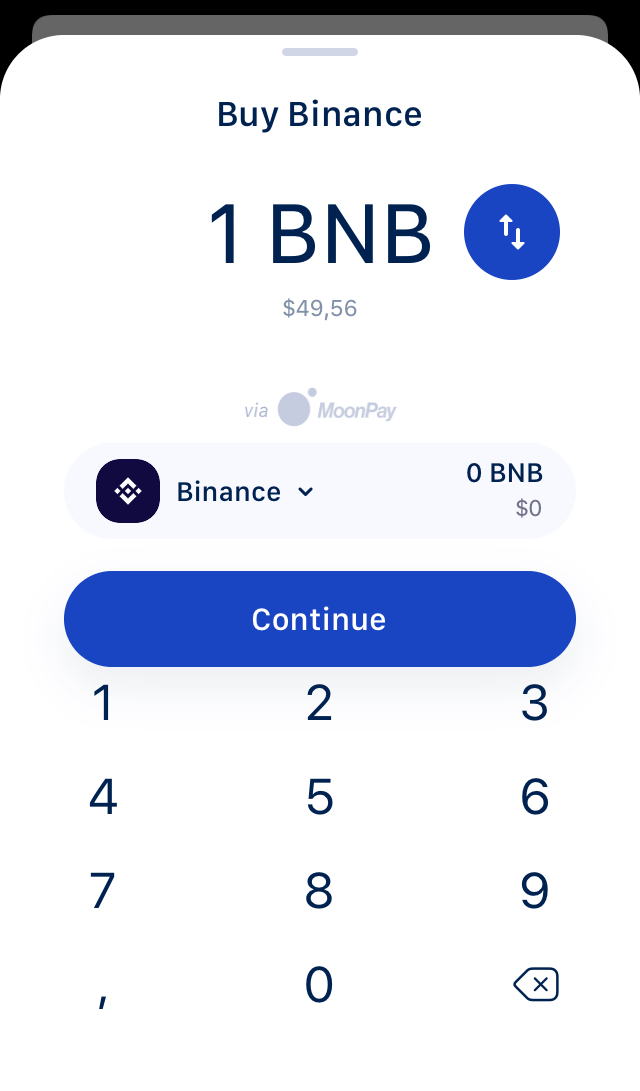 Buy Binance
1 BNB
$49,56
via MoonPay
Binance
0 BNB
$0
Continue
1 2 3
4 5 6
7 8 9
, 0